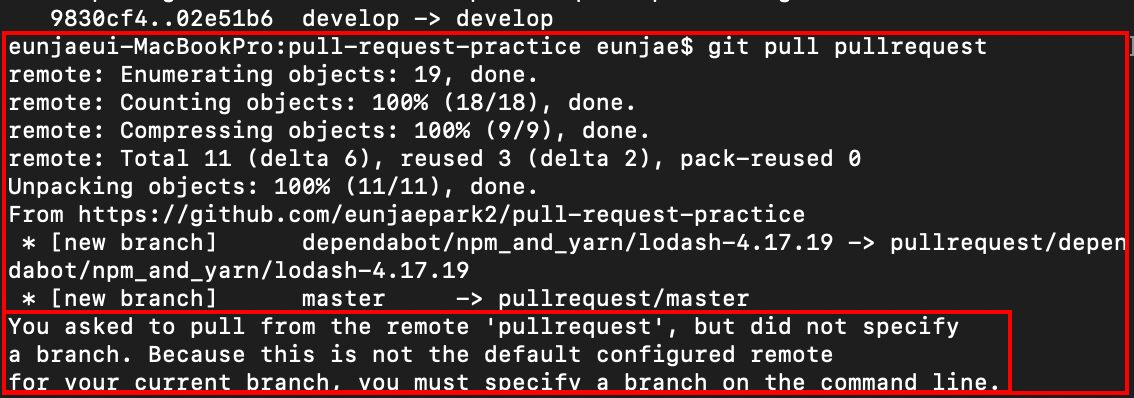 9830cf4..02e51b6  develop -> develop
eunjaeui-MacBookPro:pull-request-practice eunjae$ git pull pullrequest
remote: Enumerating objects: 19, done.
remote: Counting objects: 100% (18/18), done.
remote: Compressing objects: 100% (9/9), done.
remote: Total 11 (delta 6), reused 3 (delta 2), pack-reused 0
Unpacking objects: 100% (11/11), done.
From https://github.com/eunjaepark2/pull-request-practice
 * [new branch]      dependabot/npm_and_yarn/lodash-4.17.19 -> pullrequest/depen
dabot/npm_and_yarn/lodash-4.17.19
 * [new branch]      master     -> pullrequest/master
You asked to pull from the remote 'pullrequest', but did not specify
a branch. Because this is not the default configured remote
for your current branch, you must specify a branch on the command line.